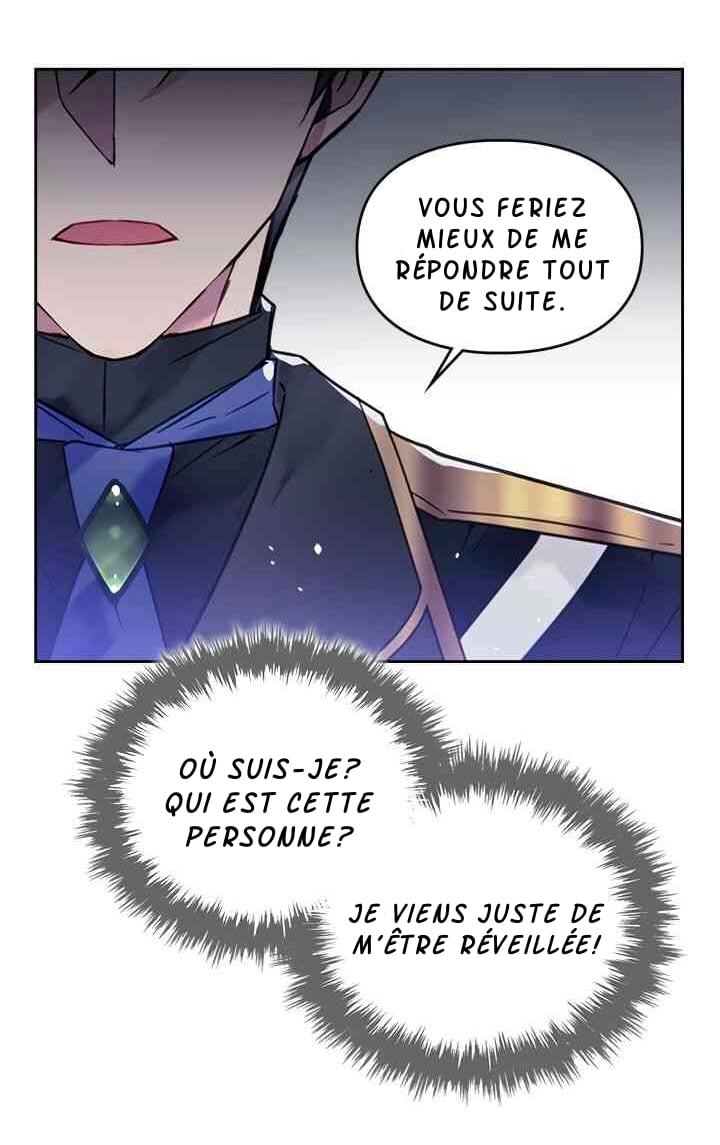 VOUS FERIEZ
MIEUX DE ME
RÉPONDRE TOUT
DE SUITE.
OÙ SUIS-JE?
QUI EST CETTE
PERSONNE?
JE VIENS JUSTE DE
M'ÊTRE RÉVEILLÉE!